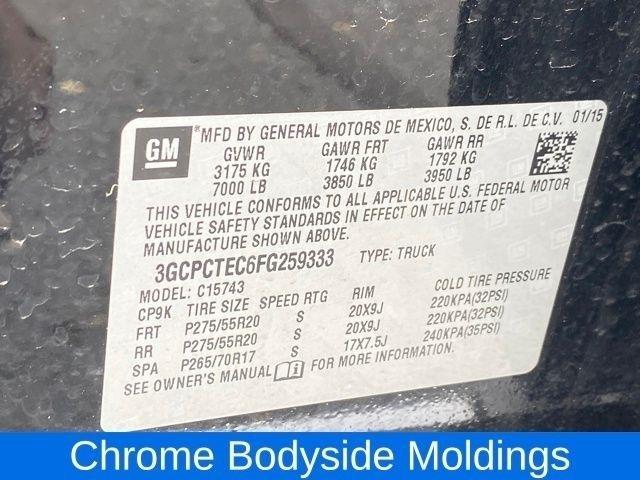 GM
*MFD BY GENERAL MOTORS DE MEXICO, S. DE R.L. DE C.V. 01/15
GVWR GAWR FRT GAWR RR
3175 KG 1746 KG 1792 KG
7000 LB 3850 LB 3950 LB
THIS VEHICLE CONFORMS TO ALL APPLICABLE U.S. FEDERAL MOTOR
VEHICLE SAFETY STANDARDS IN EFFECT ON THE DATE OF
MANUFACTURE SHOWN ABOVE.
3GCPCTEC6FG259333 TYPE: TRUCK
MODEL: C15743
CP9K TIRE SIZE SPEED RTG RIM COLD TIRE PRESSURE
FRT P275/55R20 S 20X9J 220KPA(32PSI)
RR P275/55R20 S 20X9J 220KPA(32PSI)
SPA P265/70R17 S 17X7.5J 240KPA(35PSI)
SEE OWNER'S MANUAL FOR MORE INFORMATION.
Chrome Bodyside Moldings